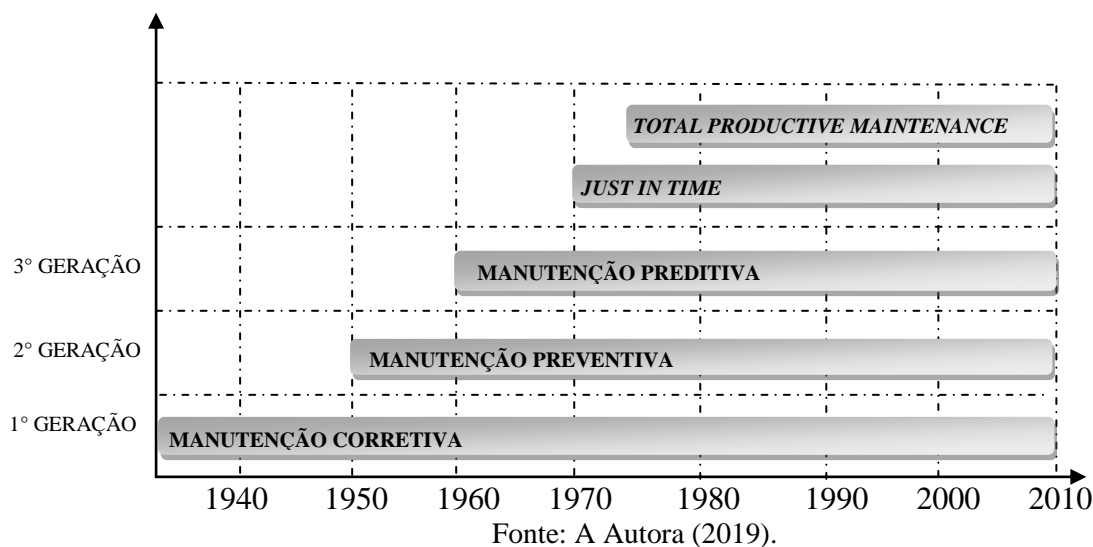 TOTAL PRODUCTIVE MAINTENANCE
JUST IN TIME
3° GERAÇÃO
MANUTENÇÃO PREDITIVA
2° GERAÇÃO
MANUTENÇÃO PREVENTIVA
1° GERAÇÃO
MANUTENÇÃO CORRETIVA
1940 1950 1960 1970 1980 1990 2000 2010
Fonte: A Autora (2019).